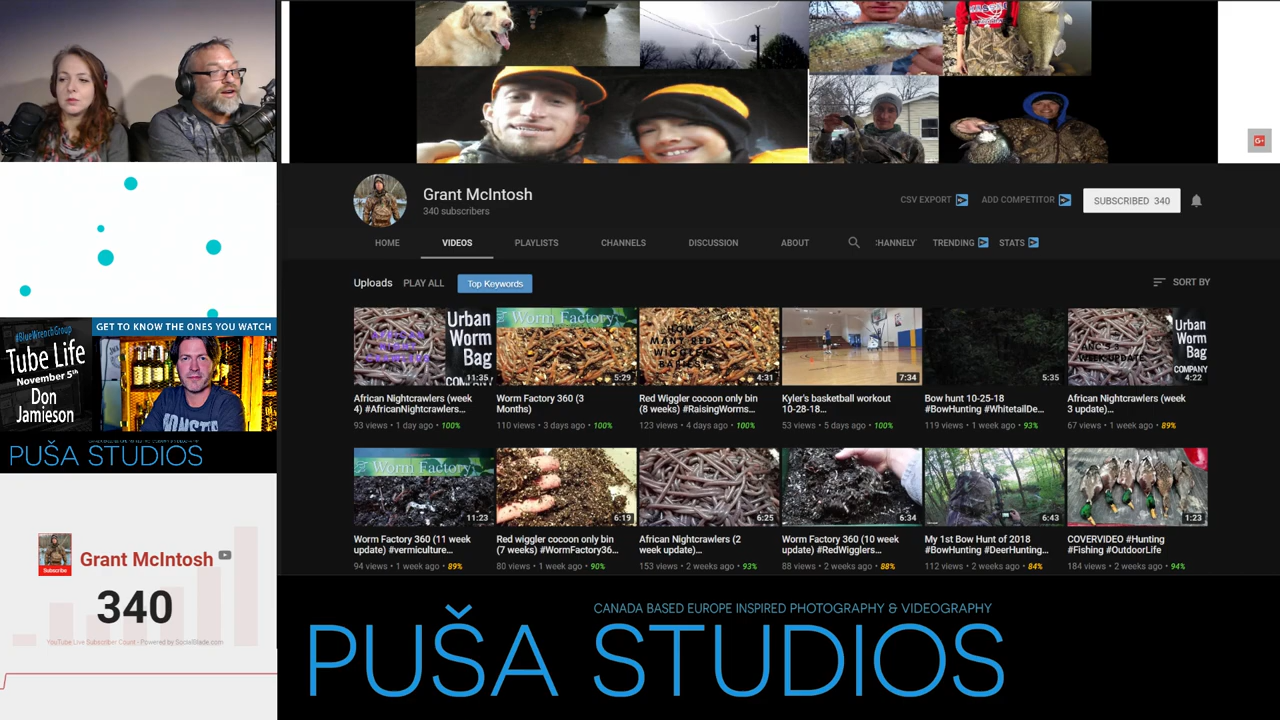 Grant McIntosh
340 subscribers
CSV EXPORT
ADD COMPETITOR
SUBSCRIBED 340
HOME
VIDEOS
PLAYLISTS
CHANNELS
DISCUSSION
ABOUT
TRENDING
STATS
Uploads
PLAY ALL
Top Keywords
SORT BY
Urban
Worm
Bag
COMPANY
11:35
Worm Factory
5:29
4:31
7:34
5:35
Urban
Worm
Bag
COMPANY
4:22
African Nightcrawlers (week
4) #AfricanNightcrawlers...
93 views • 1 day ago • 100%
Worm Factory 360 (3
Months)
110 views • 3 days ago • 100%
Red Wiggler cocoon only bin
(8 weeks) #RaisingWorms...
123 views • 4 days ago • 100%
Kyler's basketball workout
10-28-18...
53 views • 5 days ago • 100%
Bow hunt 10-25-18
#BowHunting #WhitetailDe...
119 views • 1 week ago • 93%
African Nightcrawlers (week
3 update)...
67 views • 1 week ago • 89%
Worm Factory
11:23
6:19
6:25
6:34
6:43
1:23
Worm Factory 360 (11 week
update) #vermiculture...
94 views • 1 week ago • 89%
Red wiggler cocoon only bin
(7 weeks) #WormFactory36...
80 views • 1 week ago • 90%
African Nightcrawlers (2
week update)...
153 views • 2 weeks ago • 93%
Worm Factory 360 (10 week
update) #RedWigglers...
88 views • 2 weeks ago • 88%
My 1st Bow Hunt of 2018
#BowHunting #DeerHunting...
112 views • 2 weeks ago • 84%
COVERVIDEO #Hunting
#Fishing #OutdoorLife
184 views • 2 weeks ago • 94%
#BlueWrenchGroup
Tube Life
November 5th
Don
Jamieson
GET TO KNOW THE ONES YOU WATCH
PUŠA STUDIOS
Subscribe
Grant McIntosh
340
YouTube Live Subscriber Count - Powered by SocialBlade.com
CANADA BASED EUROPE INSPIRED PHOTOGRAPHY & VIDEOGRAPHY
PUŠA STUDIOS